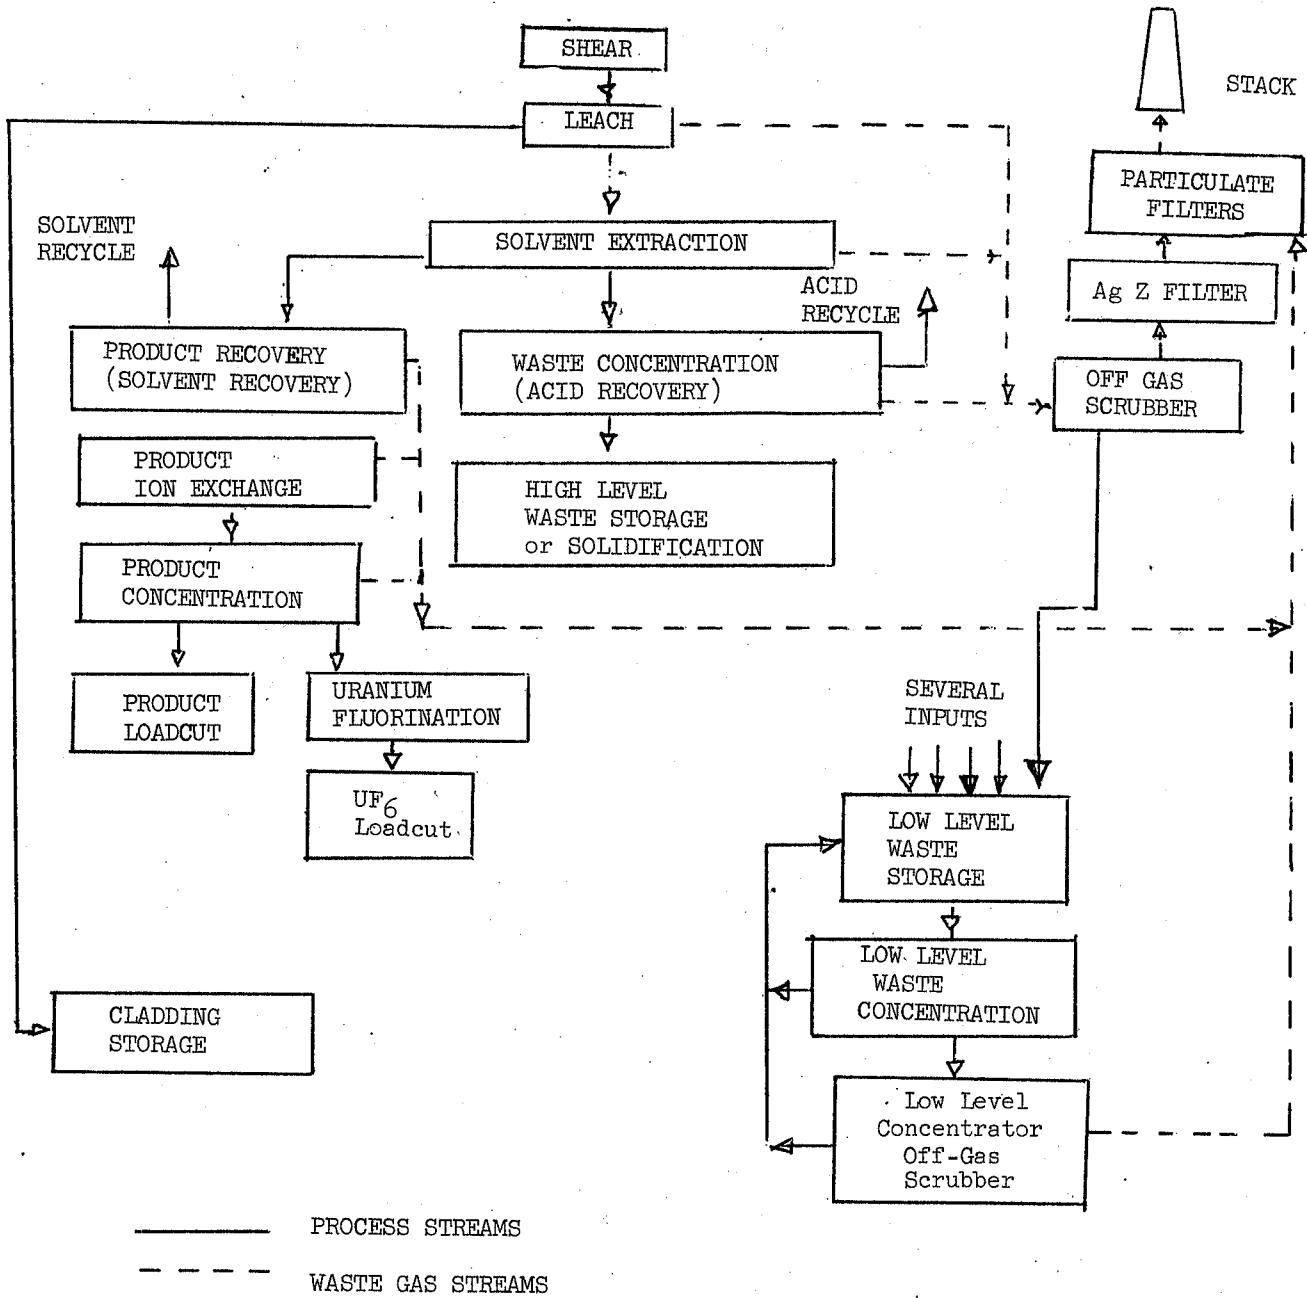 SHEAR
LEACH
STACK
PARTICULATE
FILTERS
SOLVENT
RECYCLE
SOLVENT EXTRACTION
Ag Z FILTER
ACID
RECYCLE
PRODUCT RECOVERY
(SOLVENT RECOVERY)
WASTE CONCENTRATION
(ACID RECOVERY)
OFF GAS
SCRUBBER
PRODUCT
ION EXCHANGE
HIGH LEVEL
WASTE STORAGE
or SOLIDIFICATION
PRODUCT
CONCENTRATION
PRODUCT
LOADCUT
URANIUM
FLUORINATION
SEVERAL
INPUTS
UF6
Loadcut
LOW LEVEL
WASTE
STORAGE
LOW LEVEL
WASTE
CONCENTRATION
CLADDING
STORAGE
Low Level
Concentrator
Off-Gas
Scrubber
PROCESS STREAMS
WASTE GAS STREAMS